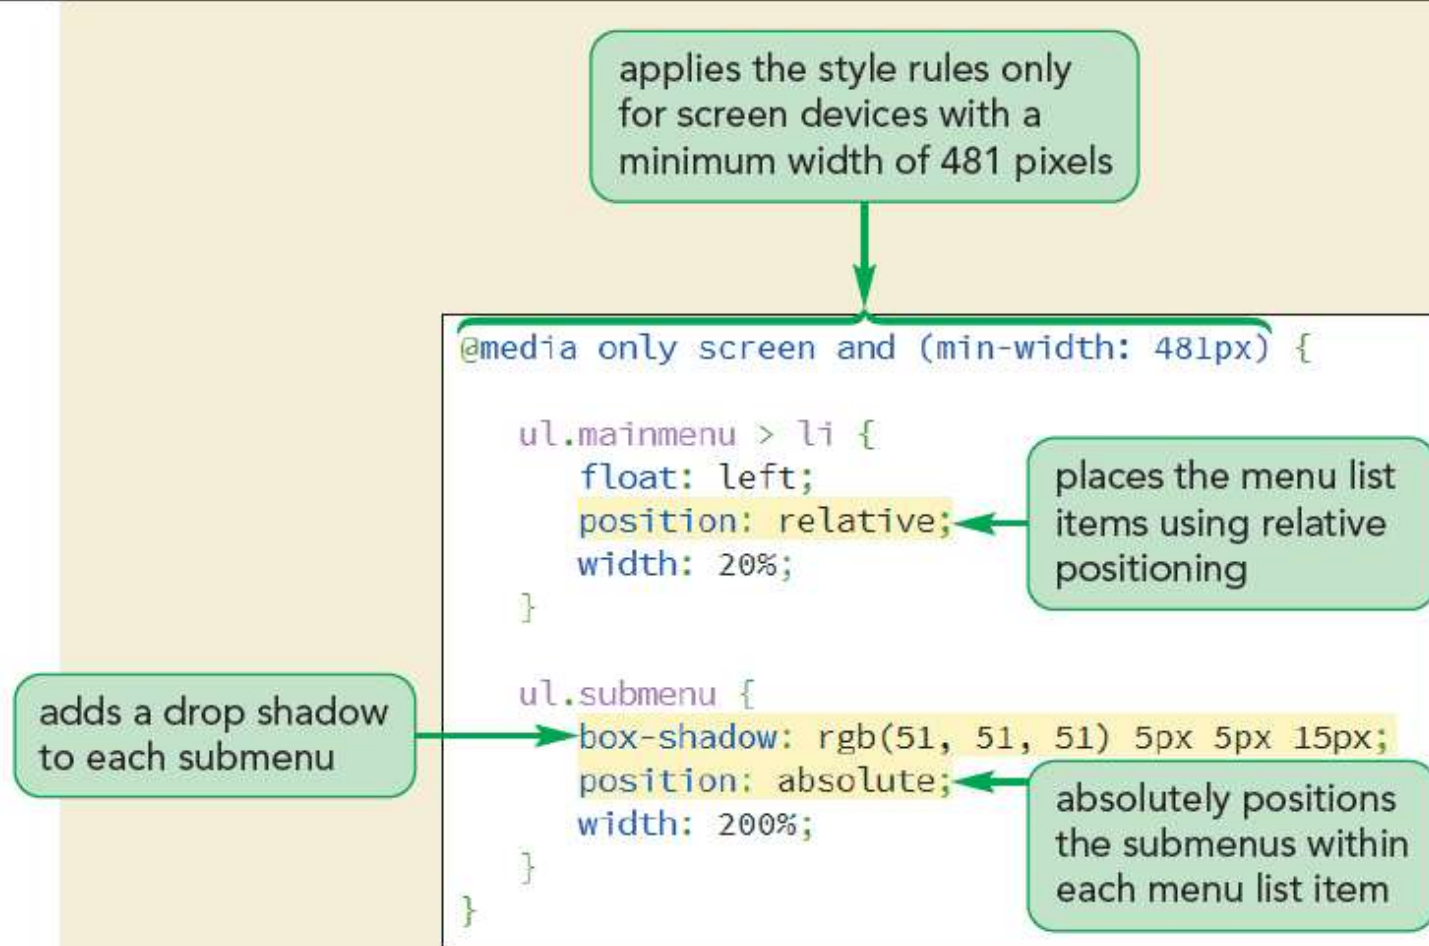 applies the style rules only
for screen devices with a
minimum width of 481 pixels
@media only screen and (min-width: 481px) {
ul.mainmenu > li {
float: left;
position: relative;
width: 20%;
}
places the menu list
items using relative
positioning
ul.submenu {
box-shadow: rgb(51, 51, 51) 5px 5px 15px;
position: absolute;
width: 200%;
}
}
adds a drop shadow
to each submenu
absolutely positions
the submenus within
each menu list item